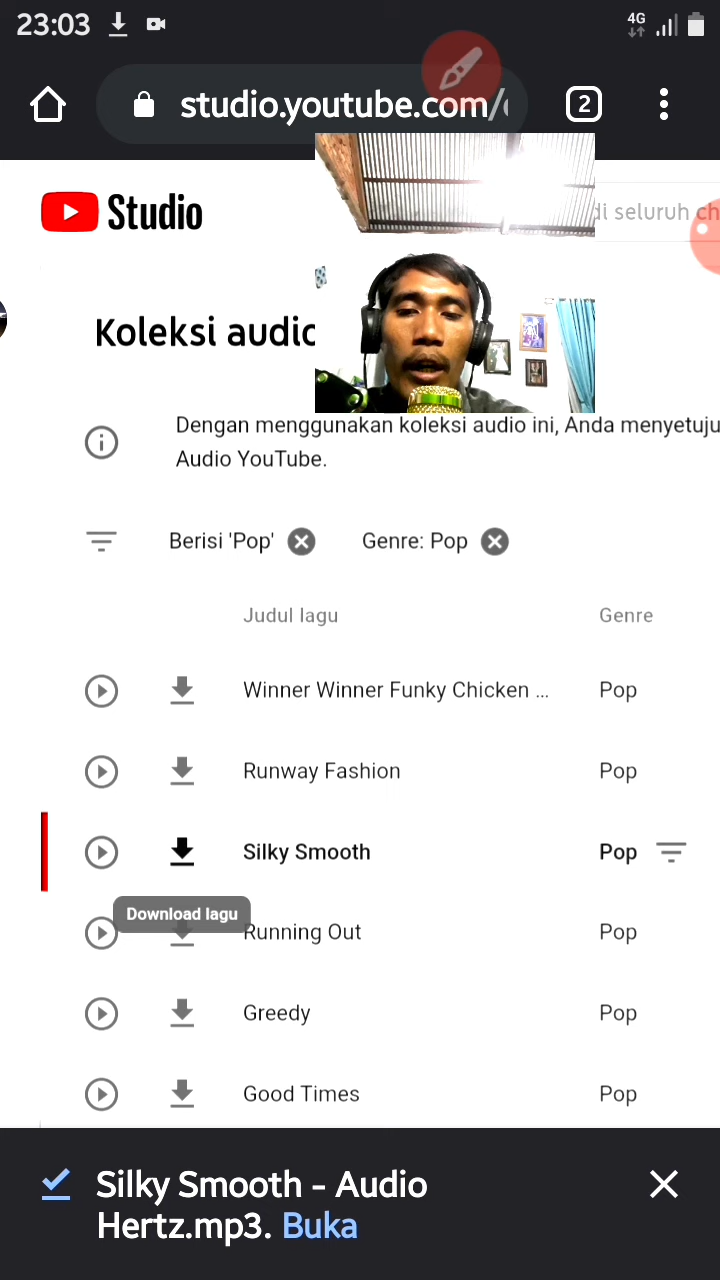 23:03
4G
studio.youtube.com/
2
Studio
di seluruh ch
Koleksi audio
Dengan menggunakan koleksi audio ini, Anda menyetuju
Audio YouTube.
Berisi 'Pop'
Genre: Pop
Judul lagu Genre
Winner Winner Funky Chicken ... Pop
Runway Fashion Pop
Silky Smooth Pop
Download lagu
Running Out Pop
Greedy Pop
Good Times Pop
Silky Smooth - Audio
Hertz.mp3. Buka